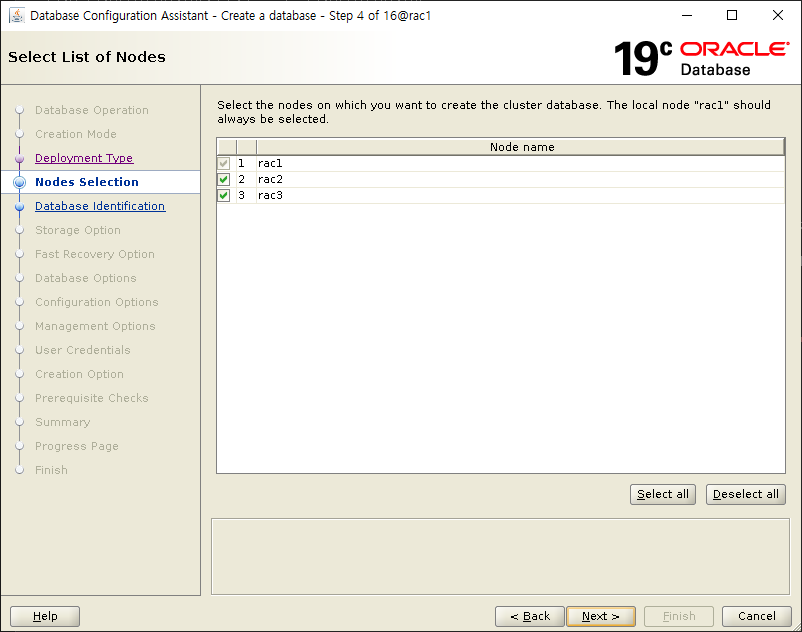 Database Configuration Assistant - Create a database - Step 4 of 16@rac1
Select List of Nodes
19c ORACLE
Database
Database Operation
Creation Mode
Deployment Type
Nodes Selection
Database Identification
Storage Option
Fast Recovery Option
Database Options
Configuration Options
Management Options
User Credentials
Creation Option
Prerequisite Checks
Summary
Progress Page
Finish
Select the nodes on which you want to create the cluster database. The local node "rac1" should
always be selected.
Node name
1 rac1
2 rac2
3 rac3
Select all
Deselect all
Help
< Back
Next >
Finish
Cancel